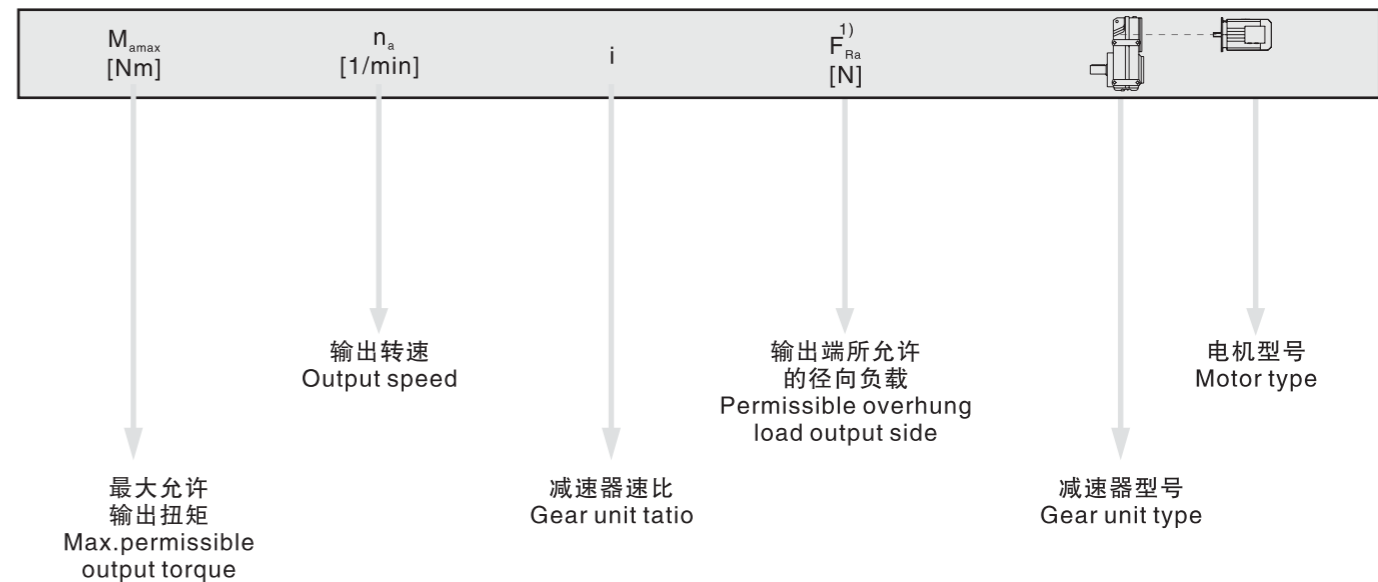 Mamax
[Nm]
na
[1/min]
i
1)
FRa
[N]
输出转速
Output speed
输出端所允许
的径向负载
Permissible overhung
load output side
电机型号
Motor type
最大允许
输出扭矩
Max.permissible
output torque
减速器速比
Gear unit tatio
减速器型号
Gear unit type